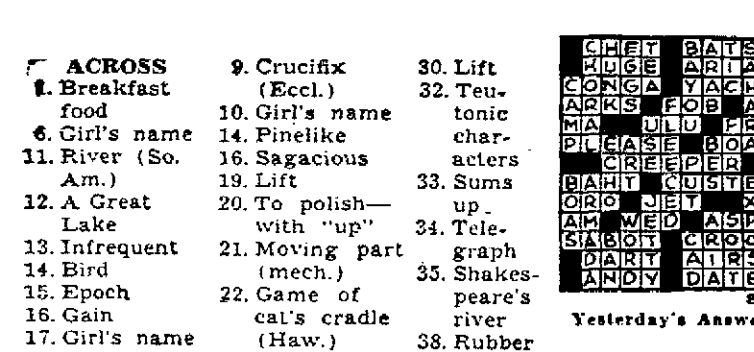 ACROSS
1. Breakfast
food
6. Girl's name
11. River (So.
Am.)
12. A Great
Lake
13. Infrequent
14. Bird
15. Epoch
16. Gain
17. Girl's name
9. Crucifix
(Eccl.)
10. Girl's name
14. Pinelike
16. Sagacious
19. Lift
20. To polish—
with "up"
21. Moving part
(mech.)
22. Game of
cat's cradle
(Haw.)
30. Lift
32. Teu-
tonic
char-
acters
33. Sums
up
34. Tele-
graph
35. Shakes-
peare's
river
38. Rubber
CHET BATS
HUGE ARIA
CONGA YACH
ARKS FOB A
MA ULU FR
PLEASE BOA
CREEPER
BAHT CUSTE
ORO JET
AM WED ASP
SABOT CROC
DART AIRS
ANDY DATE
Yesterday's Answe